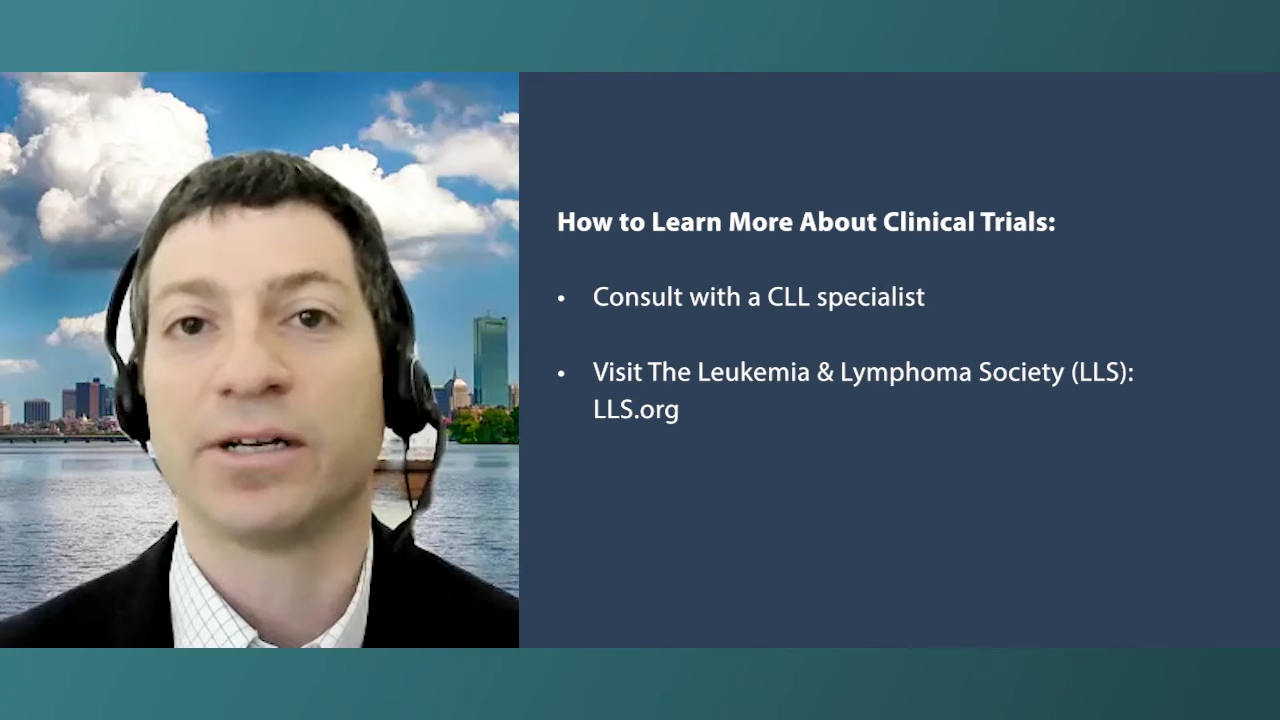 How to Learn More About Clinical Trials:
• Consult with a CLL specialist
• Visit The Leukemia & Lymphoma Society (LLS):
LLS.org